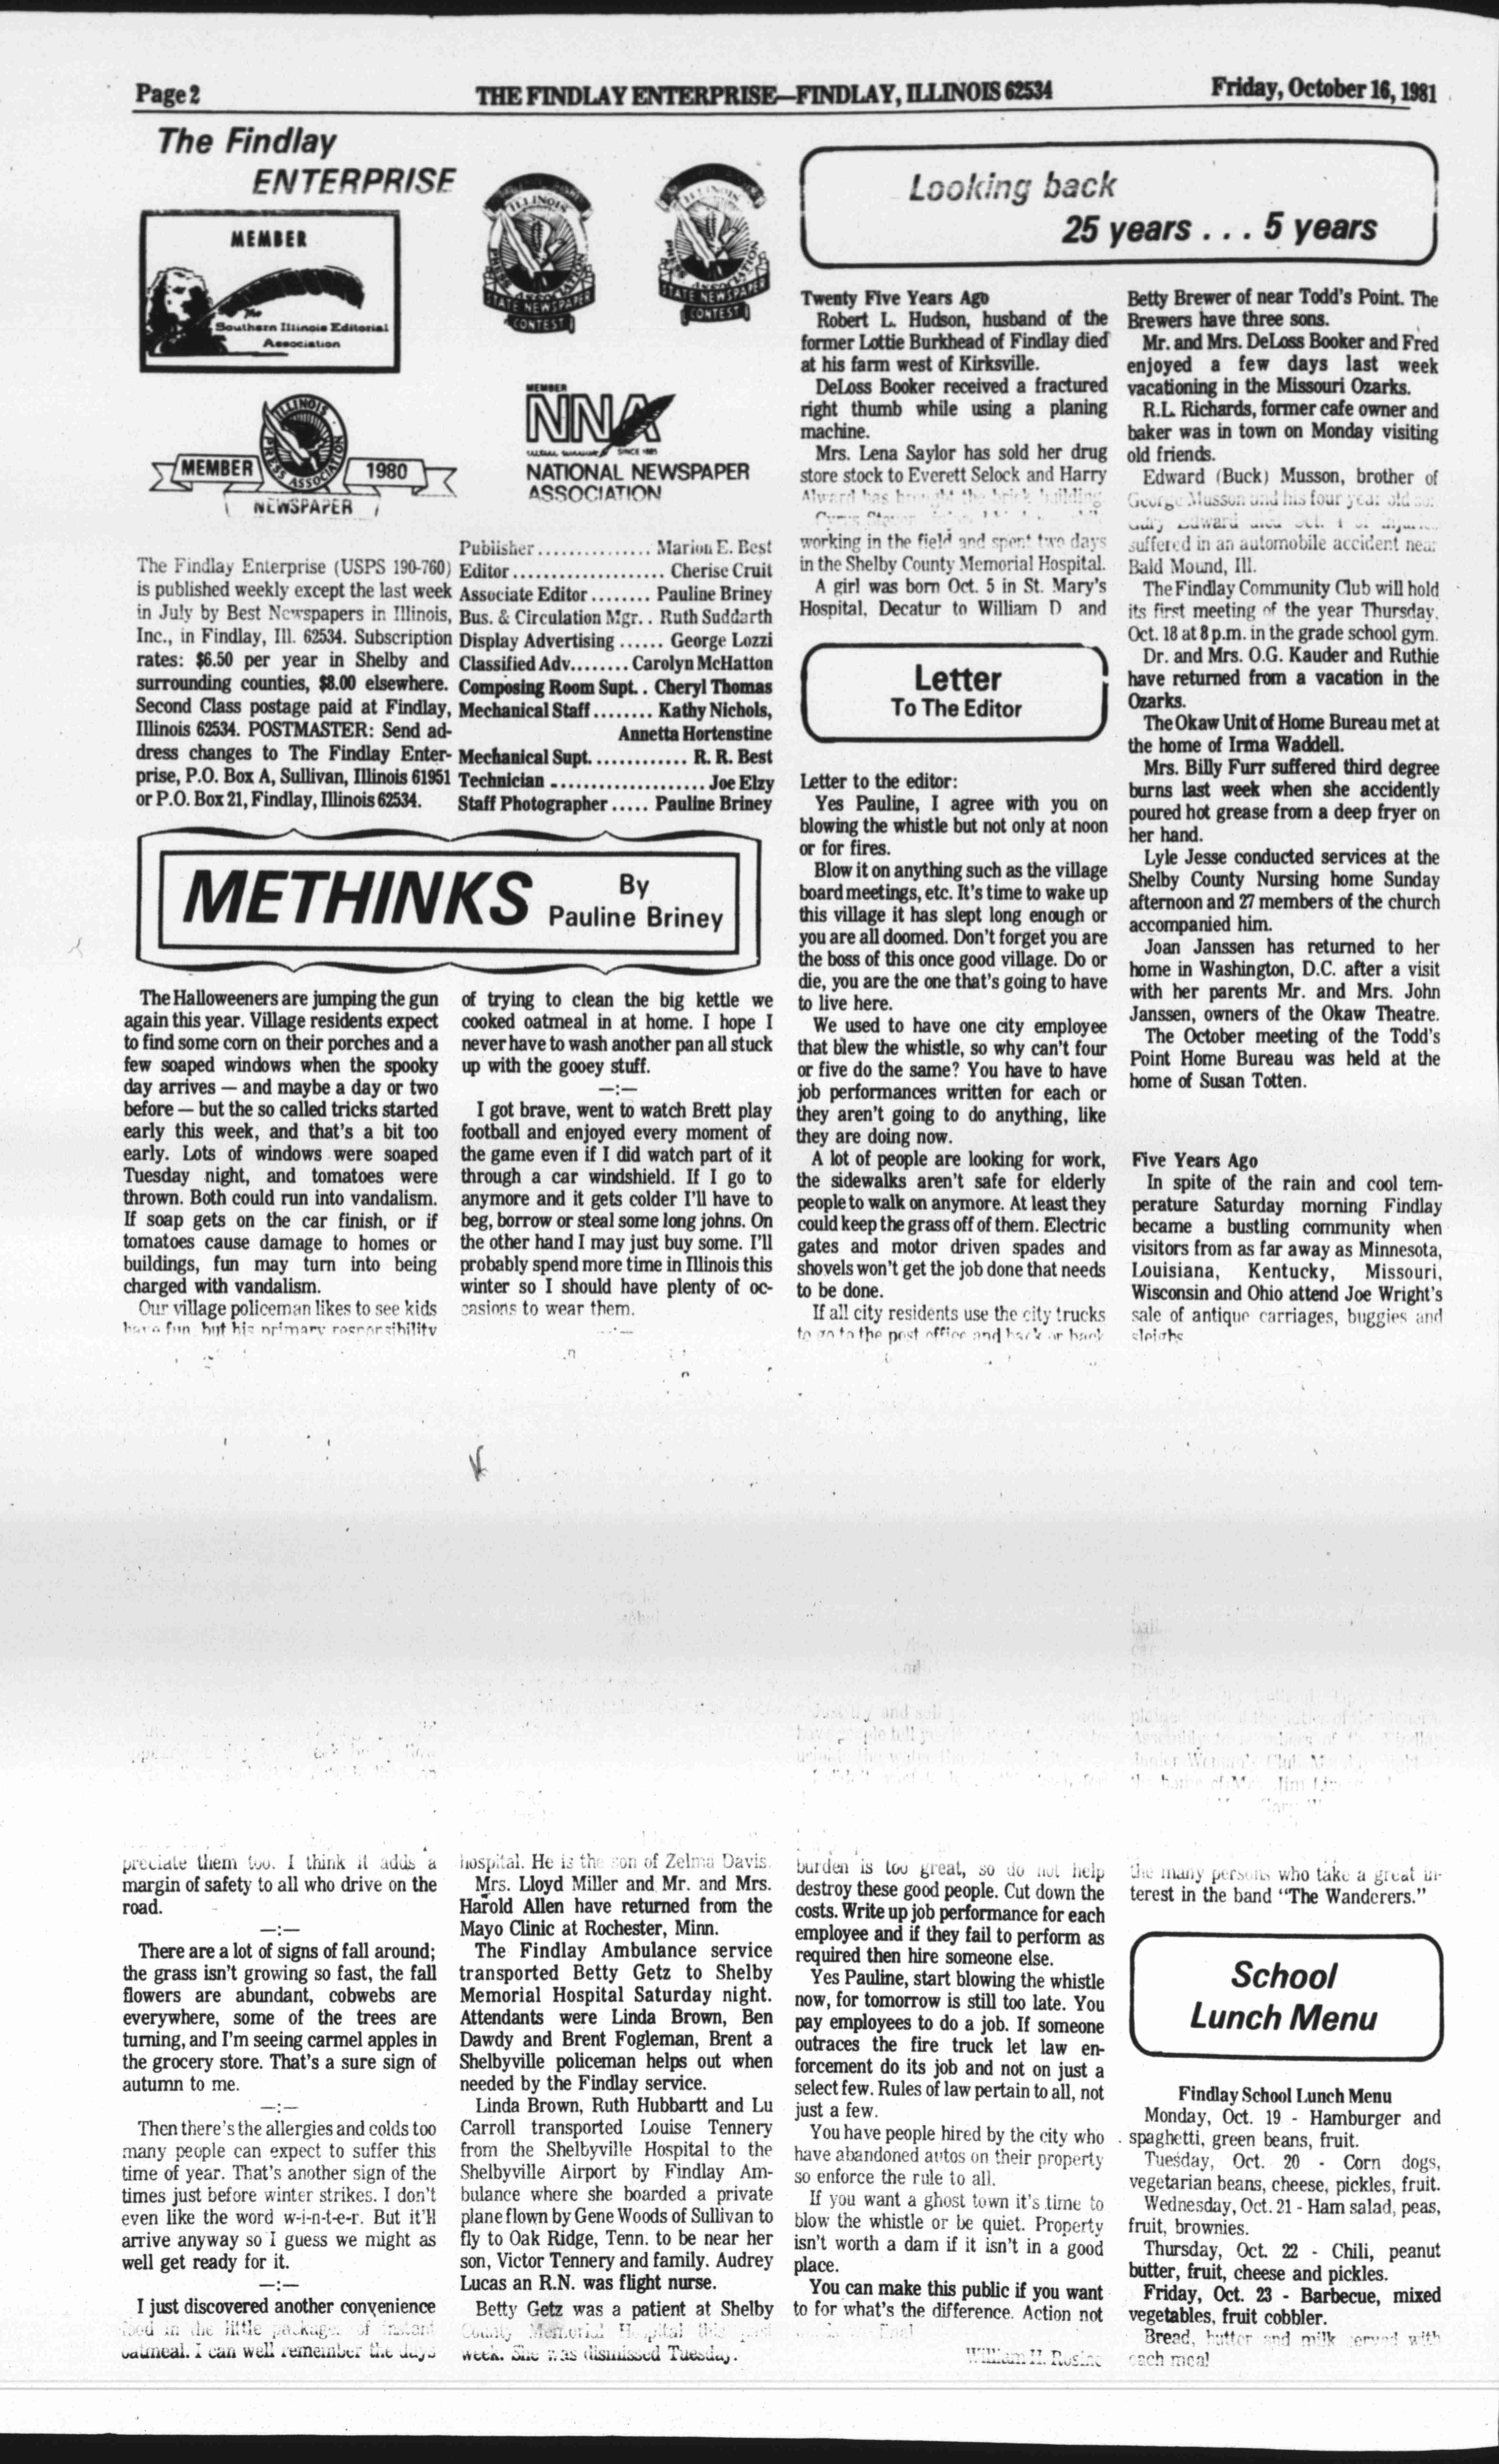 Page 2
THE FINDLAY ENTERPRISE—FINDLAY, ILLINOIS 62534
Friday, October 16, 1981
The Findlay
ENTERPRISE
MEMBER
The
Southern Illinois Editorial
Association
ILLINOIS
PRESS ASSOCIATION
STATE NEWSPAPER
CONTEST
ILLINOIS
PRESS ASSOCIATION
STATE NEWSPAPER
CONTEST
ILLINOIS
PRESS ASSOCIATION
MEMBER
1980
NEWSPAPER
MEMBER
NNA
SINCE 1885
NATIONAL NEWSPAPER
ASSOCIATION
The Findlay Enterprise (USPS 190-760)
is published weekly except the last week
in July by Best Newspapers in Illinois,
Inc., in Findlay, Ill. 62534. Subscription
rates: $6.50 per year in Shelby and
surrounding counties, $8.00 elsewhere.
Second Class postage paid at Findlay,
Illinois 62534. POSTMASTER: Send ad-
dress changes to The Findlay Enter-
prise, P.O. Box A, Sullivan, Illinois 61951
or P.O. Box 21, Findlay, Illinois 62534.
Publisher............... Marion E. Best
Editor.................... Cherise Cruit
Associate Editor........ Pauline Briney
Bus. & Circulation Mgr.. Ruth Suddarth
Display Advertising...... George Lozzi
Classified Adv........ Carolyn McHatton
Composing Room Supt.. Cheryl Thomas
Mechanical Staff........ Kathy Nichols,
Annetta Hortenstine
Mechanical Supt............. R. R. Best
Technician..................... Joe Elzy
Staff Photographer..... Pauline Briney
METHINKS
By
Pauline Briney
The Halloweeners are jumping the gun
again this year. Village residents expect
to find some corn on their porches and a
few soaped windows when the spooky
day arrives — and maybe a day or two
before — but the so called tricks started
early this week, and that's a bit too
early. Lots of windows were soaped
Tuesday night, and tomatoes were
thrown. Both could run into vandalism.
If soap gets on the car finish, or if
tomatoes cause damage to homes or
buildings, fun may turn into being
charged with vandalism.
Our village policeman likes to see kids
have fun, but his primary responsibility
preciate them too. I think it adds a
margin of safety to all who drive on the
road.
—:—
There are a lot of signs of fall around;
the grass isn't growing so fast, the fall
flowers are abundant, cobwebs are
everywhere, some of the trees are
turning, and I'm seeing carmel apples in
the grocery store. That's a sure sign of
autumn to me.
—:—
Then there's the allergies and colds too
many people can expect to suffer this
time of year. That's another sign of the
times just before winter strikes. I don't
even like the word w-i-n-t-e-r. But it'll
arrive anyway so I guess we might as
well get ready for it.
—:—
I just discovered another convenience
food in the little packages of instant
oatmeal. I can well remember the days
of trying to clean the big kettle we
cooked oatmeal in at home. I hope I
never have to wash another pan all stuck
up with the gooey stuff.
—:—
I got brave, went to watch Brett play
football and enjoyed every moment of
the game even if I did watch part of it
through a car windshield. If I go to
anymore and it gets colder I'll have to
beg, borrow or steal some long johns. On
the other hand I may just buy some. I'll
probably spend more time in Illinois this
winter so I should have plenty of oc-
casions to wear them.
—:—
hospital. He is the son of Zelma Davis.
Mrs. Lloyd Miller and Mr. and Mrs.
Harold Allen have returned from the
Mayo Clinic at Rochester, Minn.
The Findlay Ambulance service
transported Betty Getz to Shelby
Memorial Hospital Saturday night.
Attendants were Linda Brown, Ben
Dawdy and Brent Fogleman, Brent a
Shelbyville policeman helps out when
needed by the Findlay service.
Linda Brown, Ruth Hubbartt and Lu
Carroll transported Louise Tennery
from the Shelbyville Hospital to the
Shelbyville Airport by Findlay Am-
bulance where she boarded a private
plane flown by Gene Woods of Sullivan to
fly to Oak Ridge, Tenn. to be near her
son, Victor Tennery and family. Audrey
Lucas an R.N. was flight nurse.
Betty Getz was a patient at Shelby
County Memorial Hospital this past
week. She was dismissed Tuesday.
Looking back
25 years . . . 5 years
Twenty Five Years Ago
Robert L. Hudson, husband of the
former Lottie Burkhead of Findlay died
at his farm west of Kirksville.
DeLoss Booker received a fractured
right thumb while using a planing
machine.
Mrs. Lena Saylor has sold her drug
store stock to Everett Selock and Harry
Alward has bought the brick building
Cyrus
working in the field and spent two days
in the Shelby County Memorial Hospital.
A girl was born Oct. 5 in St. Mary's
Hospital, Decatur to William D and
Betty Brewer of near Todd's Point. The
Brewers have three sons.
Mr. and Mrs. DeLoss Booker and Fred
enjoyed a few days last week
vacationing in the Missouri Ozarks.
R.L. Richards, former cafe owner and
baker was in town on Monday visiting
old friends.
Edward (Buck) Musson, brother of
George Musson and his four year old son
Gary Edward died Oct. 4 of injuries
suffered in an automobile accident near
Bald Mound, Ill.
The Findlay Community Club will hold
its first meeting of the year Thursday,
Oct. 18 at 8 p.m. in the grade school gym.
Dr. and Mrs. O.G. Kauder and Ruthie
have returned from a vacation in the
Ozarks.
The Okaw Unit of Home Bureau met at
the home of Irma Waddell.
Mrs. Billy Furr suffered third degree
burns last week when she accidently
poured hot grease from a deep fryer on
her hand.
Lyle Jesse conducted services at the
Shelby County Nursing home Sunday
afternoon and 27 members of the church
accompanied him.
Joan Janssen has returned to her
home in Washington, D.C. after a visit
with her parents Mr. and Mrs. John
Janssen, owners of the Okaw Theatre.
The October meeting of the Todd's
Point Home Bureau was held at the
home of Susan Totten.
Five Years Ago
In spite of the rain and cool tem-
perature Saturday morning Findlay
became a bustling community when
visitors from as far away as Minnesota,
Louisiana, Kentucky, Missouri,
Wisconsin and Ohio attend Joe Wright's
sale of antique carriages, buggies and
sleighs
the home of
the many persons who take a great in-
terest in the band "The Wanderers."
Letter
To The Editor
Letter to the editor:
Yes Pauline, I agree with you on
blowing the whistle but not only at noon
or for fires.
Blow it on anything such as the village
board meetings, etc. It's time to wake up
this village it has slept long enough or
you are all doomed. Don't forget you are
the boss of this once good village. Do or
die, you are the one that's going to have
to live here.
We used to have one city employee
that blew the whistle, so why can't four
or five do the same? You have to have
job performances written for each or
they aren't going to do anything, like
they are doing now.
A lot of people are looking for work,
the sidewalks aren't safe for elderly
people to walk on anymore. At least they
could keep the grass off of them. Electric
gates and motor driven spades and
shovels won't get the job done that needs
to be done.
If all city residents use the city trucks
to go to the post office and back or back
burden is too great, so do not help
destroy these good people. Cut down the
costs. Write up job performance for each
employee and if they fail to perform as
required then hire someone else.
Yes Pauline, start blowing the whistle
now, for tomorrow is still too late. You
pay employees to do a job. If someone
outraces the fire truck let law en-
forcement do its job and not on just a
select few. Rules of law pertain to all, not
just a few.
You have people hired by the city who
have abandoned autos on their property
so enforce the rule to all.
If you want a ghost town it's time to
blow the whistle or be quiet. Property
isn't worth a dam if it isn't in a good
place.
You can make this public if you want
to for what's the difference. Action not
William H. Rosine
School
Lunch Menu
Findlay School Lunch Menu
Monday, Oct. 19 - Hamburger and
spaghetti, green beans, fruit.
Tuesday, Oct. 20 - Corn dogs,
vegetarian beans, cheese, pickles, fruit.
Wednesday, Oct. 21 - Ham salad, peas,
fruit, brownies.
Thursday, Oct. 22 - Chili, peanut
butter, fruit, cheese and pickles.
Friday, Oct. 23 - Barbecue, mixed
vegetables, fruit cobbler.
Bread, butter and milk served with
each meal